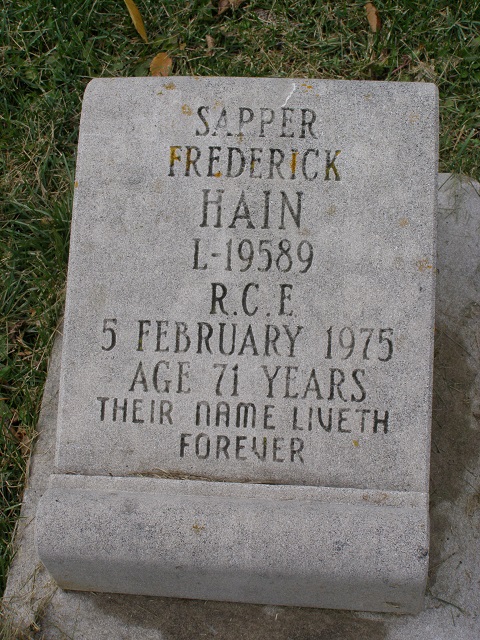 SAPPER
FREDERICK
HAIN
L-19589
R.C.E.
5 FEBRUARY 1975
AGE 71 YEARS
THEIR NAME LIVETH
FOREVER